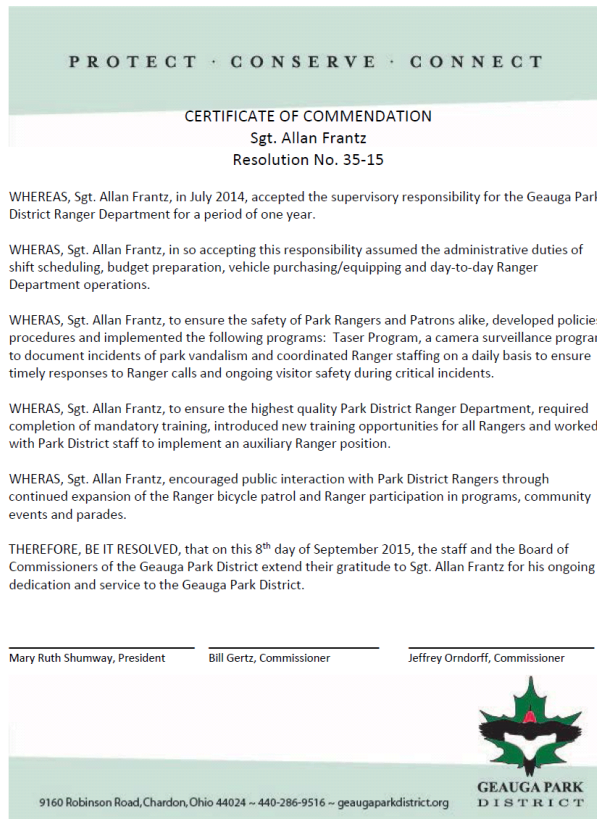 PROTECT · CONSERVE · CONNECT
CERTIFICATE OF COMMENDATION
Sgt. Allan Frantz
Resolution No. 35-15
WHEREAS, Sgt. Allan Frantz, in July 2014, accepted the supervisory responsibility for the Geauga Park
District Ranger Department for a period of one year.
WHERAS, Sgt. Allan Frantz, in so accepting this responsibility assumed the administrative duties of
shift scheduling, budget preparation, vehicle purchasing/equipping and day-to-day Ranger
Department operations.
WHERAS, Sgt. Allan Frantz, to ensure the safety of Park Rangers and Patrons alike, developed policies
procedures and implemented the following programs: Taser Program, a camera surveillance program
to document incidents of park vandalism and coordinated Ranger staffing on a daily basis to ensure
timely responses to Ranger calls and ongoing visitor safety during critical incidents.
WHERAS, Sgt. Allan Frantz, to ensure the highest quality Park District Ranger Department, required
completion of mandatory training, introduced new training opportunities for all Rangers and worked
with Park District staff to implement an auxiliary Ranger position.
WHERAS, Sgt. Allan Frantz, encouraged public interaction with Park District Rangers through
continued expansion of the Ranger bicycle patrol and Ranger participation in programs, community
events and parades.
THEREFORE, BE IT RESOLVED, that on this 8th day of September 2015, the staff and the Board of
Commissioners of the Geauga Park District extend their gratitude to Sgt. Allan Frantz for his ongoing
dedication and service to the Geauga Park District.
Mary Ruth Shumway, President Bill Gertz, Commissioner Jeffrey Orndorff, Commissioner
GEAUGA PARK
DISTRICT
9160 Robinson Road, Chardon, Ohio 44024 ~ 440-286-9516 ~ geaugaparkdistrict.org